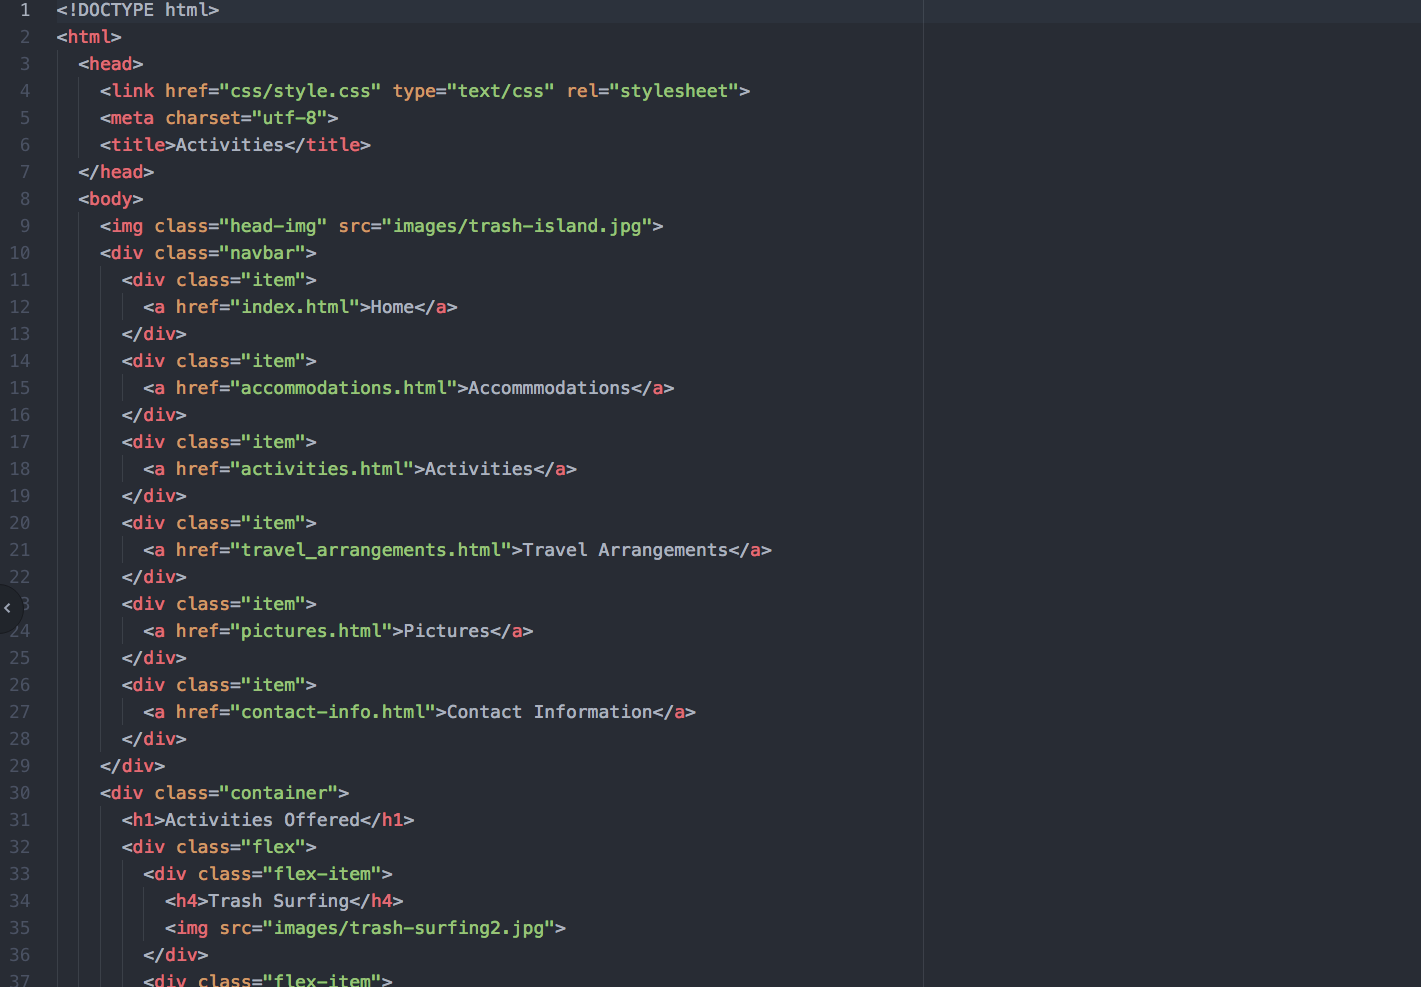 1 <!DOCTYPE html>
2 <html>
3 <head>
4 <link href="css/style.css" type="text/css" rel="stylesheet">
5 <meta charset="utf-8">
6 <title>Activities</title>
7 </head>
8 <body>
9 <img class="head-img" src="images/trash-island.jpg">
10 <div class="navbar">
11 <div class="item">
12 <a href="index.html">Home</a>
13 </div>
14 <div class="item">
15 <a href="accommodations.html">Accommmodations</a>
16 </div>
17 <div class="item">
18 <a href="activities.html">Activities</a>
19 </div>
20 <div class="item">
21 <a href="travel_arrangements.html">Travel Arrangements</a>
22 </div>
3 <div class="item">
24 <a href="pictures.html">Pictures</a>
25 </div>
26 <div class="item">
27 <a href="contact-info.html">Contact Information</a>
28 </div>
29 </div>
30 <div class="container">
31 <h1>Activities Offered</h1>
32 <div class="flex">
33 <div class="flex-item">
34 <h4>Trash Surfing</h4>
35 <img src="images/trash-surfing2.jpg">
36 </div>
37 <div class="flex-item">